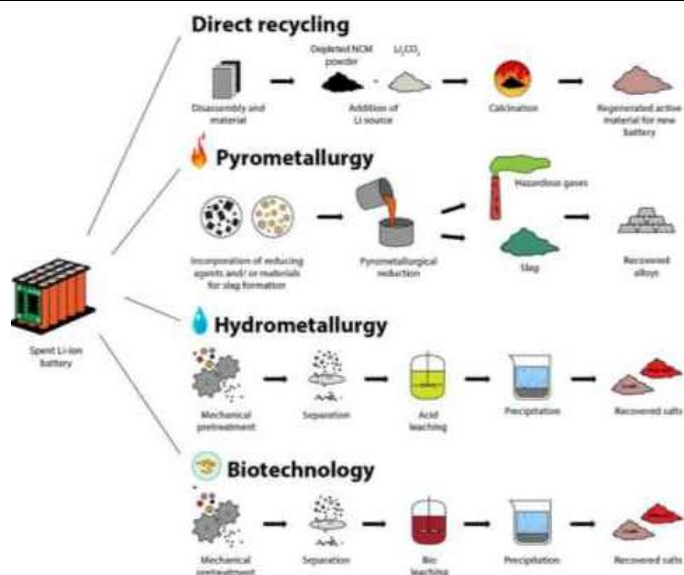 Direct recycling
Depleted NCM
powder
Li₂CO₃
Disassembly and
material
Addition of
Li source
Calcination
Regenerated active
material for new
battery
Pyrometallurgy
Hazardous gases
Incorporation of reducing
agents and/ or materials
for slag formation
Pyrometallurgical
reduction
Slag
Recovered
alloys
Spent Li-ion
battery
Hydrometallurgy
Mechanical
pretreatment
Separation
Acid
leaching
Precipitation
Recovered salts
Biotechnology
Mechanical
pretreatment
Separation
Bio
leaching
Precipitation
Recovered salts